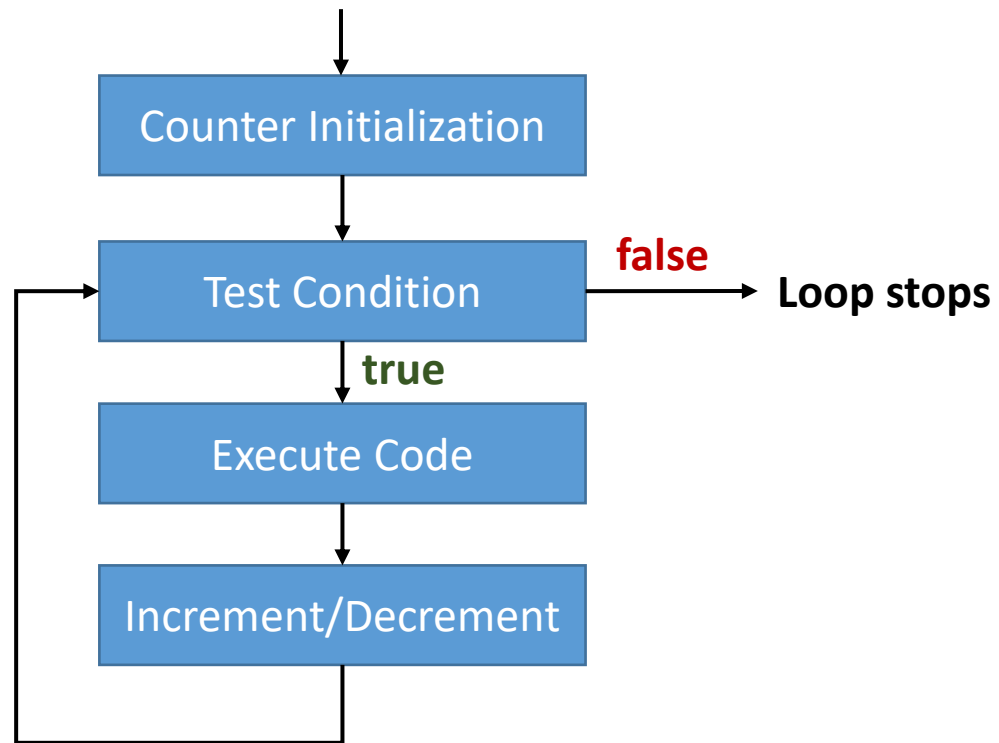 Counter Initialization
Test Condition
false
Loop stops
true
Execute Code
Increment/Decrement